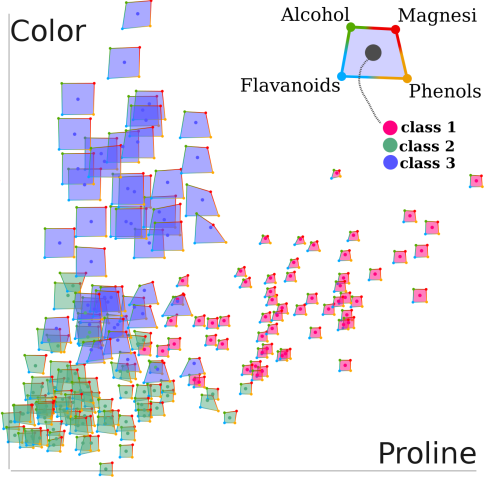 Color
Alcohol
Magnesi
Flavanoids
Phenols
class 1
class 2
class 3
Proline